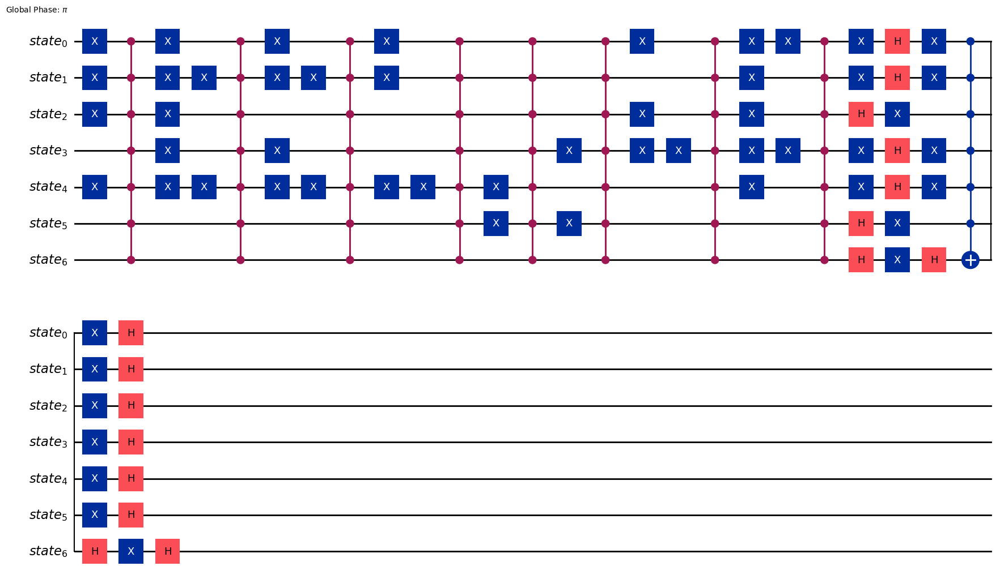 Global Phase: π
state₀ X X X X X X X X H X
state₁ X X X X X X X X H X
state₂ X X X X H X
state₃ X X X X X X X X H X
state₄ X X X X X X X X X X H X
state₅ X X H X
state₆ H X H
state₀ X H
state₁ X H
state₂ X H
state₃ X H
state₄ X H
state₅ X H
state₆ H X H